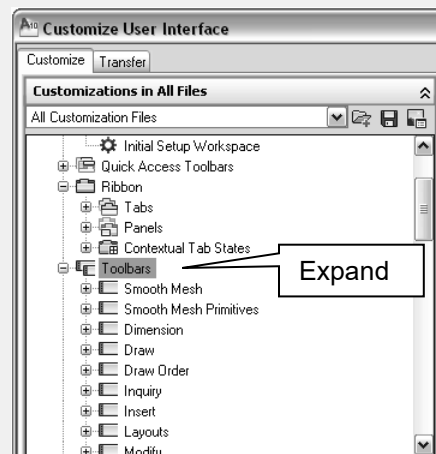 Customize User Interface
Customize Transfer
Customizations in All Files
All Customization Files
Initial Setup Workspace
Quick Access Toolbars
Ribbon
Tabs
Panels
Contextual Tab States
Toolbars
Expand
Smooth Mesh
Smooth Mesh Primitives
Dimension
Draw
Draw Order
Inquiry
Insert
Layouts
Modify